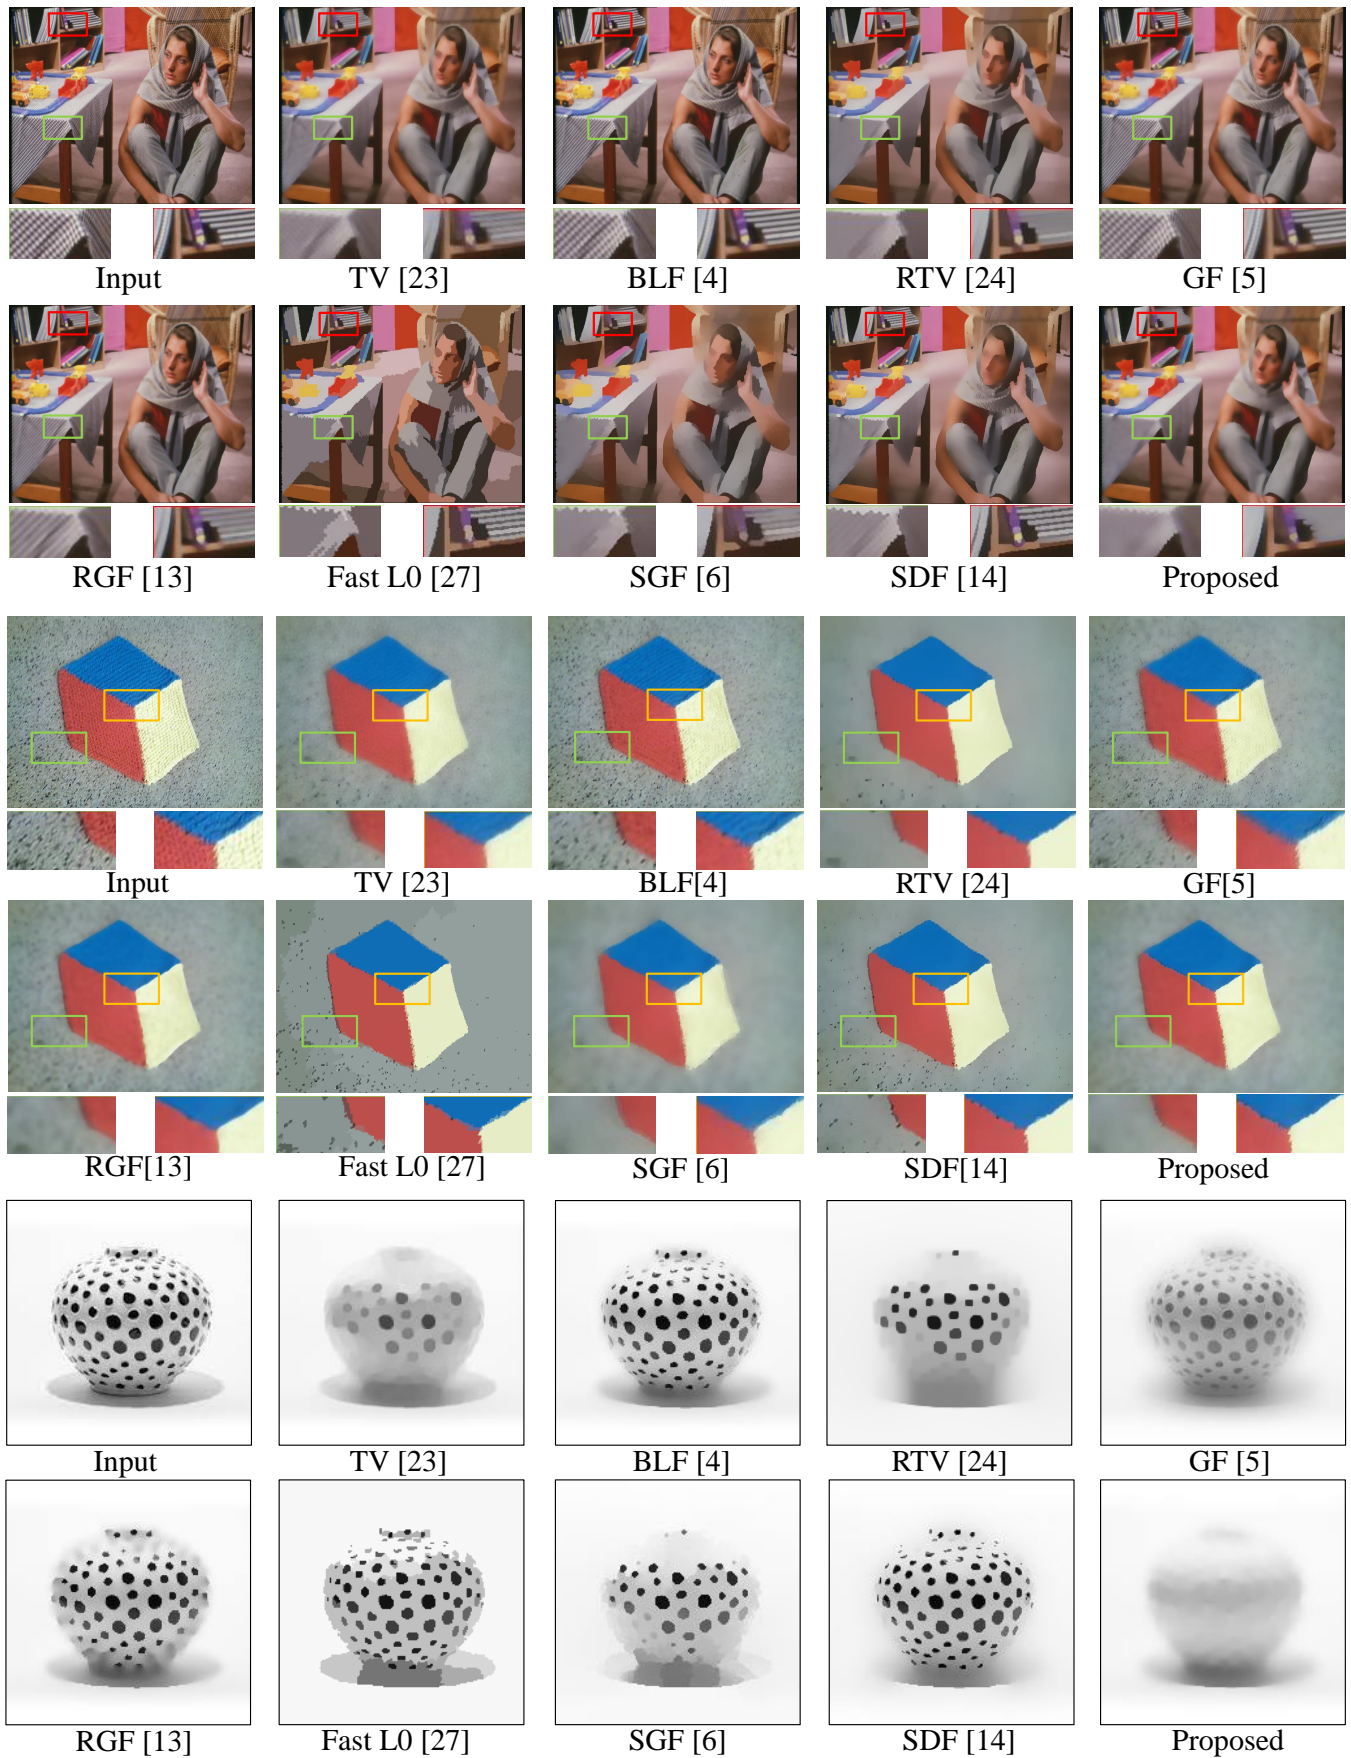 Input TV [23] BLF [4] RTV [24] GF [5]
RGF [13] Fast L0 [27] SGF [6] SDF [14] Proposed
Input TV [23] BLF[4] RTV [24] GF[5]
RGF[13] Fast L0 [27] SGF [6] SDF[14] Proposed
Input TV [23] BLF [4] RTV [24] GF [5]
RGF [13] Fast L0 [27] SGF [6] SDF [14] Proposed